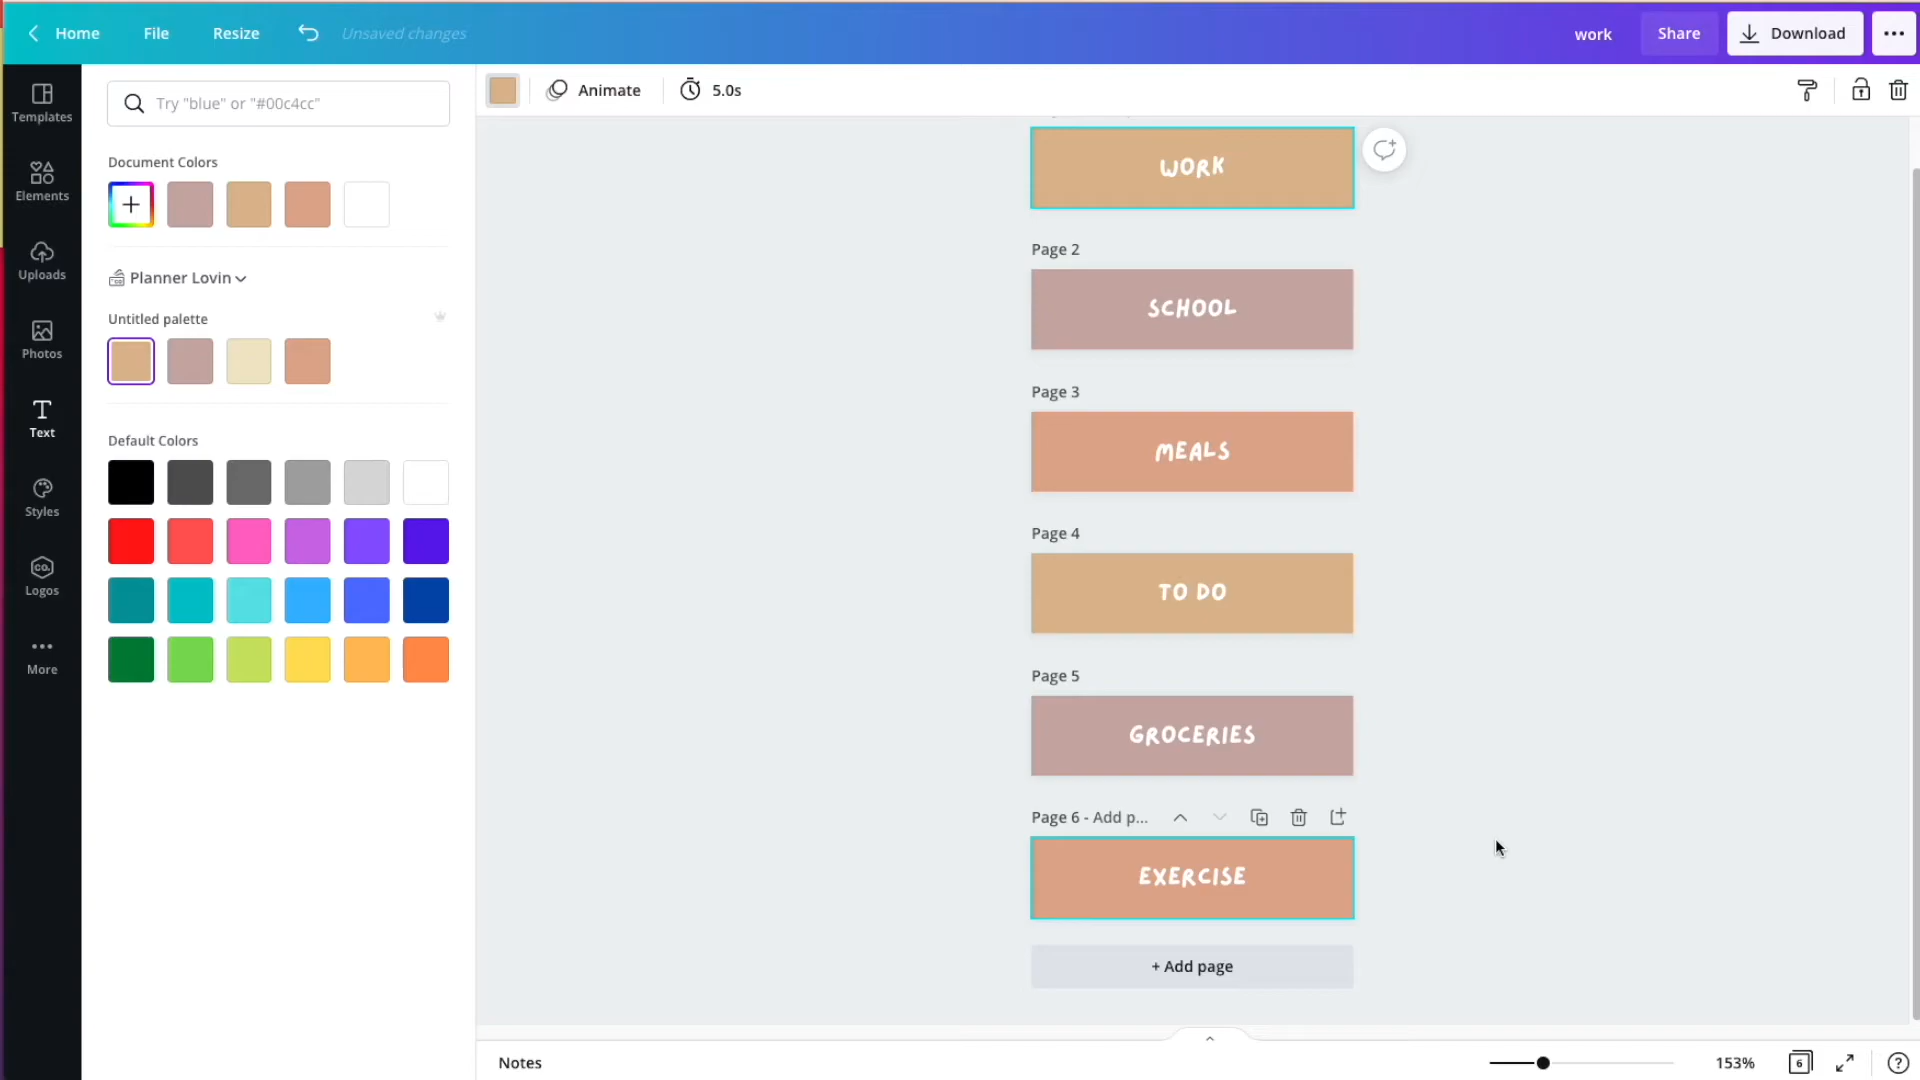 Home
File
Resize
Unsaved changes
work
Share
Download
Templates
Elements
Uploads
Photos
Text
Styles
CO.
Logos
More
Try "blue" or "#00c4cc"
Document Colors
Planner Lovin
Untitled palette
Default Colors
Animate
5.0s
WORK
Page 2
SCHOOL
Page 3
MEALS
Page 4
TO DO
Page 5
GROCERIES
Page 6 - Add p...
EXERCISE
+ Add page
Notes
153%
6
?